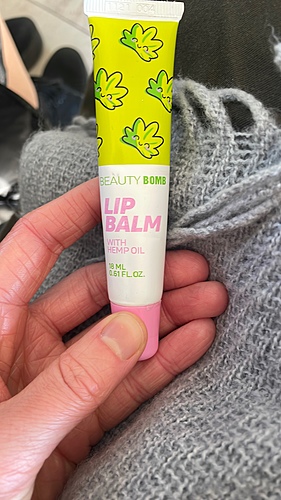 BEAUTY BOMB
LIP
BALM
WITH
HEMP OIL
18 ML
0.61 FL.OZ.